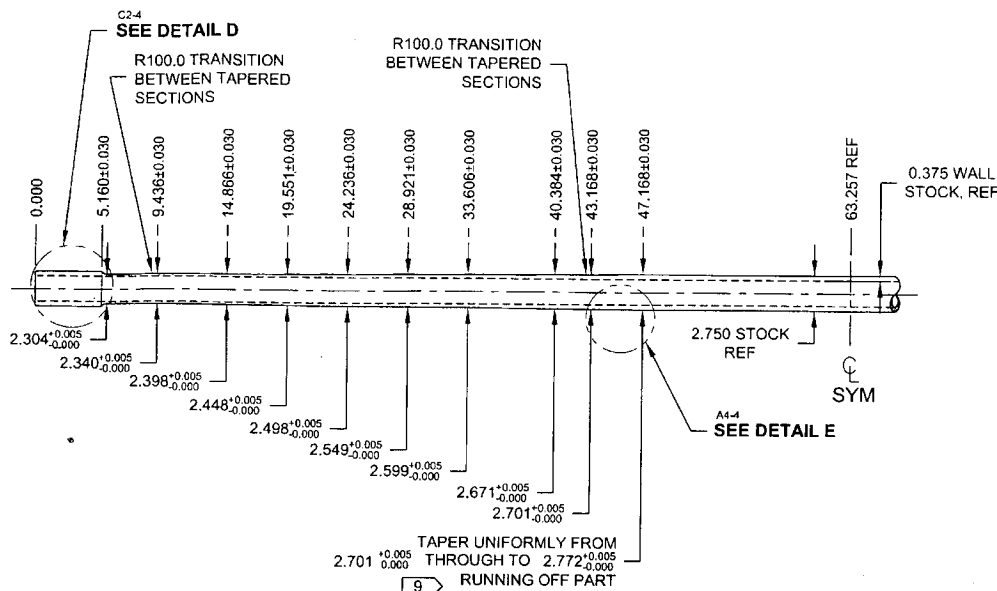 C2-4
SEE DETAIL D
R100.0 TRANSITION
BETWEEN TAPERED
SECTIONS
R100.0 TRANSITION
BETWEEN TAPERED
SECTIONS
0.000
5.160±0.030
9.436±0.030
14.866±0.030
19.551±0.030
24.236±0.030
28.921±0.030
33.606±0.030
40.384±0.030
43.168±0.030
47.168±0.030
63.257 REF
0.375 WALL
STOCK, REF
2.304 +0.005 -0.000
2.340 +0.005 -0.000
2.398 +0.005 -0.000
2.448 +0.005 -0.000
2.498 +0.005 -0.000
2.549 +0.005 -0.000
2.599 +0.005 -0.000
2.671 +0.005 -0.000
2.701 +0.005 -0.000
2.750 STOCK
REF
℄
SYM
A4-4
SEE DETAIL E
TAPER UNIFORMLY FROM
2.701 +0.005 0.000 THROUGH TO 2.772 +0.005 -0.000
9 RUNNING OFF PART